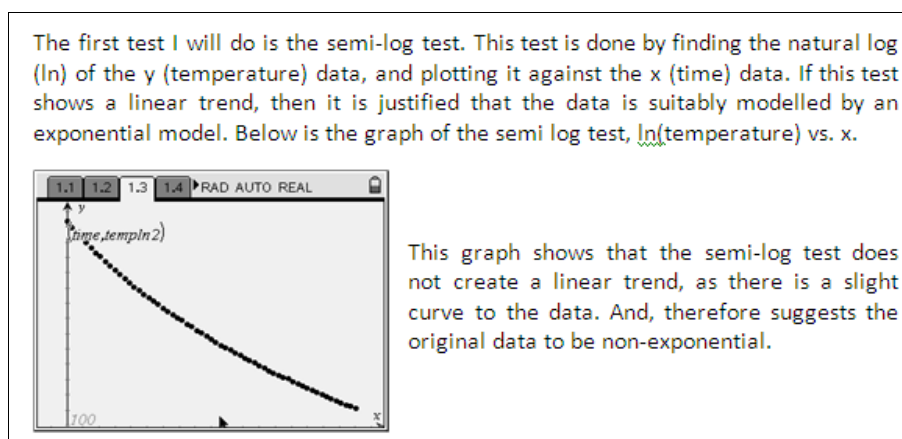 The first test I will do is the semi-log test. This test is done by finding the natural log
(ln) of the y (temperature) data, and plotting it against the x (time) data. If this test
shows a linear trend, then it is justified that the data is suitably modelled by an
exponential model. Below is the graph of the semi log test, ln(temperature) vs. x.
1.1 1.2 1.3 1.4 RAD AUTO REAL
y
(time,templn2)
100
x
This graph shows that the semi-log test does
not create a linear trend, as there is a slight
curve to the data. And, therefore suggests the
original data to be non-exponential.